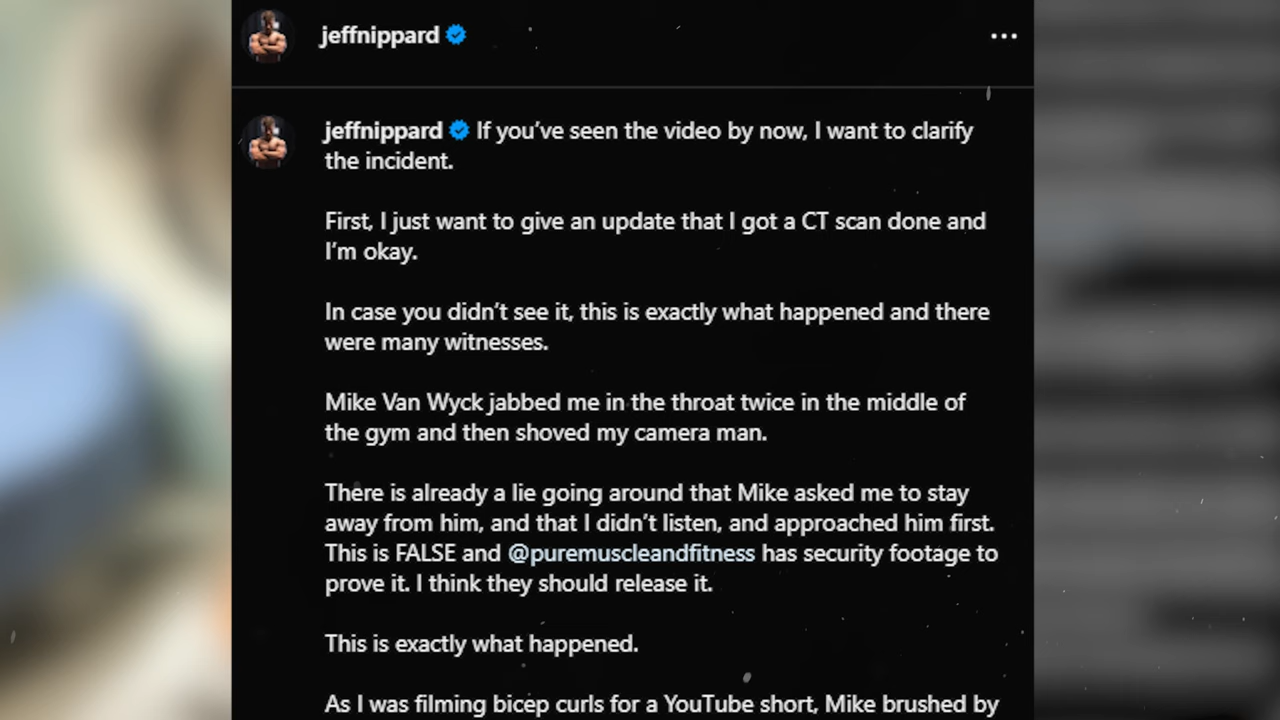 jeffnippard
...
jeffnippard If you’ve seen the video by now, I want to clarify
the incident.
First, I just want to give an update that I got a CT scan done and
I’m okay.
In case you didn’t see it, this is exactly what happened and there
were many witnesses.
Mike Van Wyck jabbed me in the throat twice in the middle of
the gym and then shoved my camera man.
There is already a lie going around that Mike asked me to stay
away from him, and that I didn’t listen, and approached him first.
This is FALSE and @puremuscleandfitness has security footage to
prove it. I think they should release it.
This is exactly what happened.
As I was filming bicep curls for a YouTube short, Mike brushed by